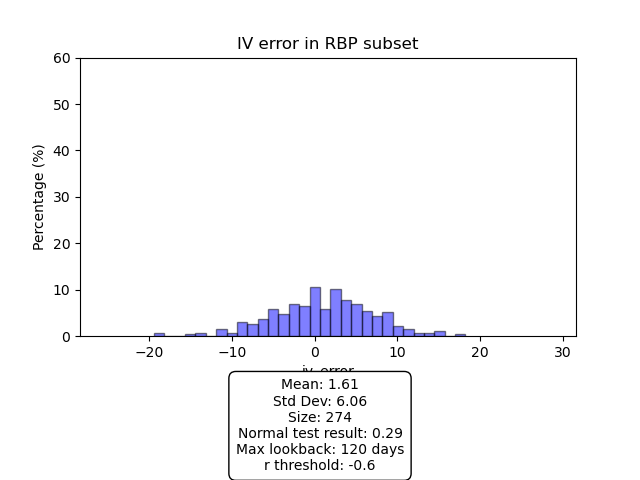 IV error in RBP subset
60
50
40
30
20
10
0
Percentage (%)
−20
−10
0
10
20
30
iv_error
Mean: 1.61
Std Dev: 6.06
Size: 274
Normal test result: 0.29
Max lookback: 120 days
r threshold: -0.6